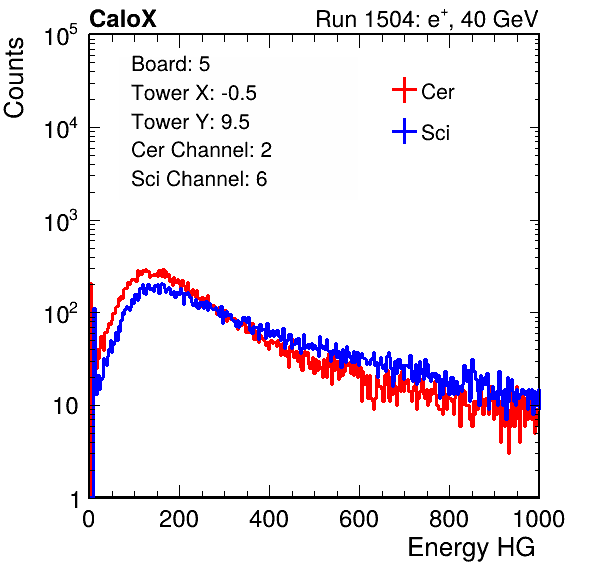 CaloX Run 1504: e⁺, 40 GeV
Counts
Board: 5
Tower X: -0.5
Tower Y: 9.5
Cer Channel: 2
Sci Channel: 6
Cer
Sci
10⁵
10⁴
10³
10²
10
1
0 200 400 600 800 1000
Energy HG